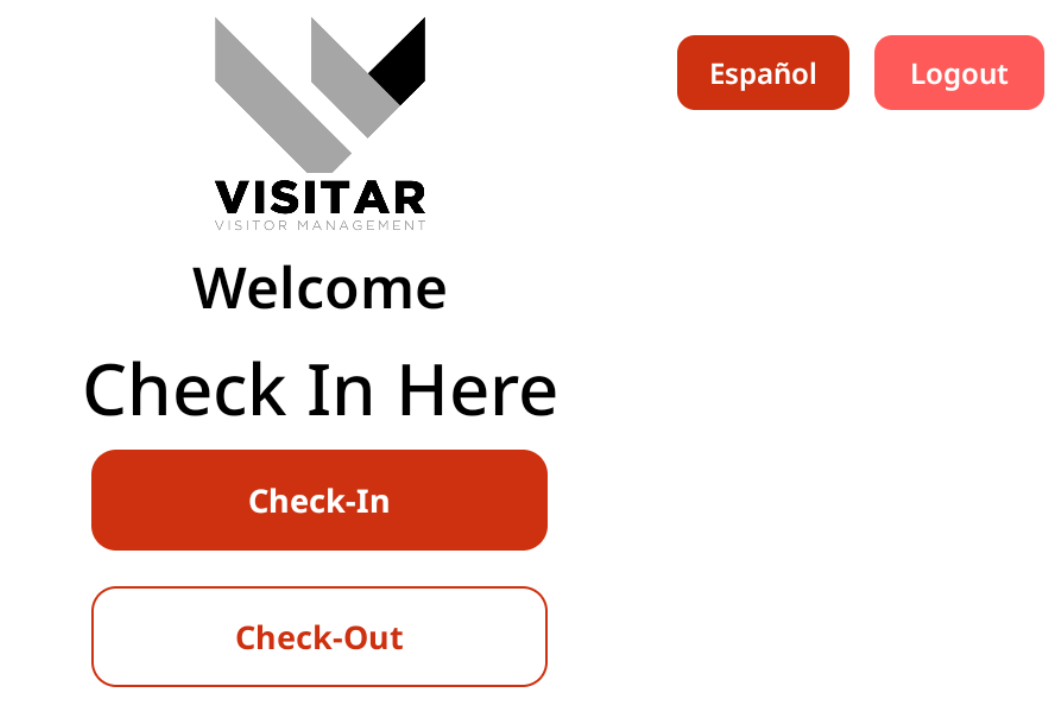 Español
Logout
VISITAR
VISITOR MANAGEMENT
Welcome
Check In Here
Check-In
Check-Out